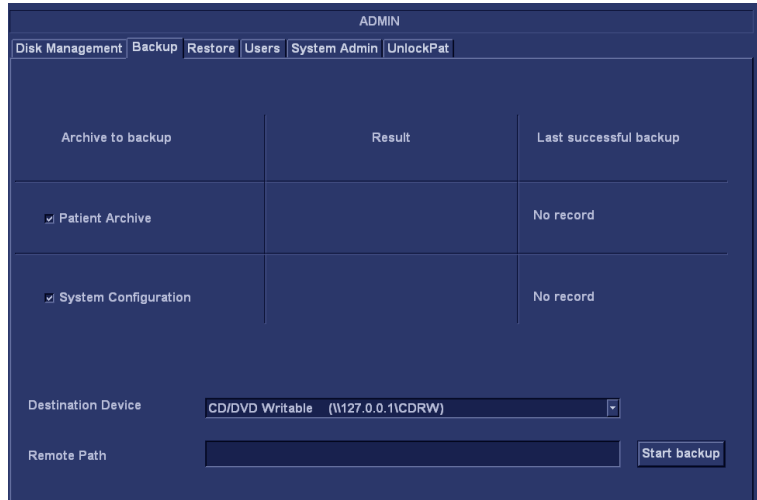 ADMIN
Disk Management Backup Restore Users System Admin UnlockPat
Archive to backup Result Last successful backup
Patient Archive No record
System Configuration No record
Destination Device CD/DVD Writable (\\127.0.0.1\CDRW)
Remote Path Start backup